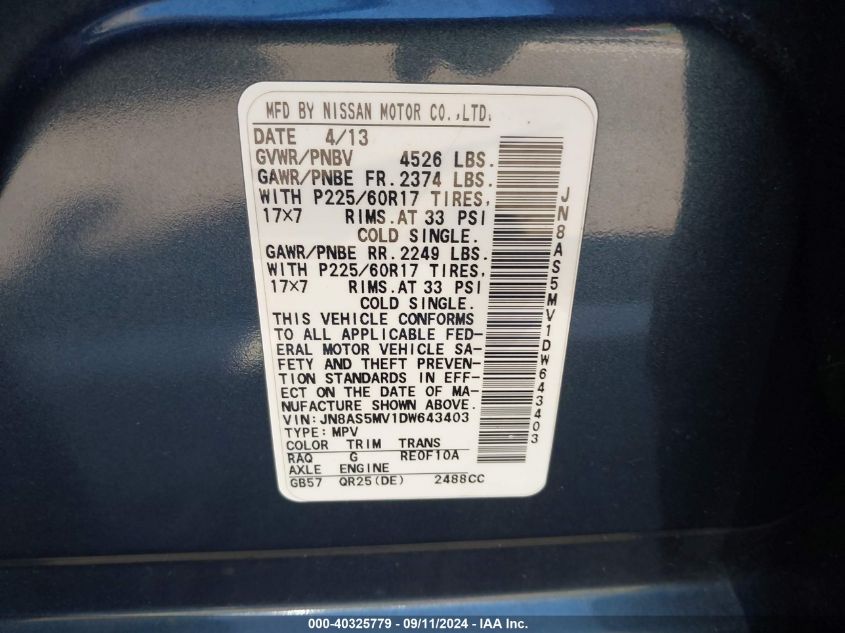 MFD BY NISSAN MOTOR CO.,LTD.
DATE 4/13
GVWR/PNBV 4526 LBS.
GAWR/PNBE FR. 2374 LBS.
WITH P225/60R17 TIRES,
17X7 RIMS.AT 33 PSI
COLD SINGLE.
GAWR/PNBE RR. 2249 LBS.
WITH P225/60R17 TIRES,
17X7 RIMS.AT 33 PSI
COLD SINGLE.
THIS VEHICLE CONFORMS
TO ALL APPLICABLE FED-
ERAL MOTOR VEHICLE SA-
FETY AND THEFT PREVEN-
TION STANDARDS IN EFF-
ECT ON THE DATE OF MA-
NUFACTURE SHOWN ABOVE.
VIN: JN8AS5MV1DW643403
TYPE: MPV
COLOR TRIM TRANS
RAQ G RE0F10A
AXLE ENGINE
GB57 QR25(DE) 2488CC
JN8AS5MV1DW643403
000-40325779 - 09/11/2024 - IAA Inc.